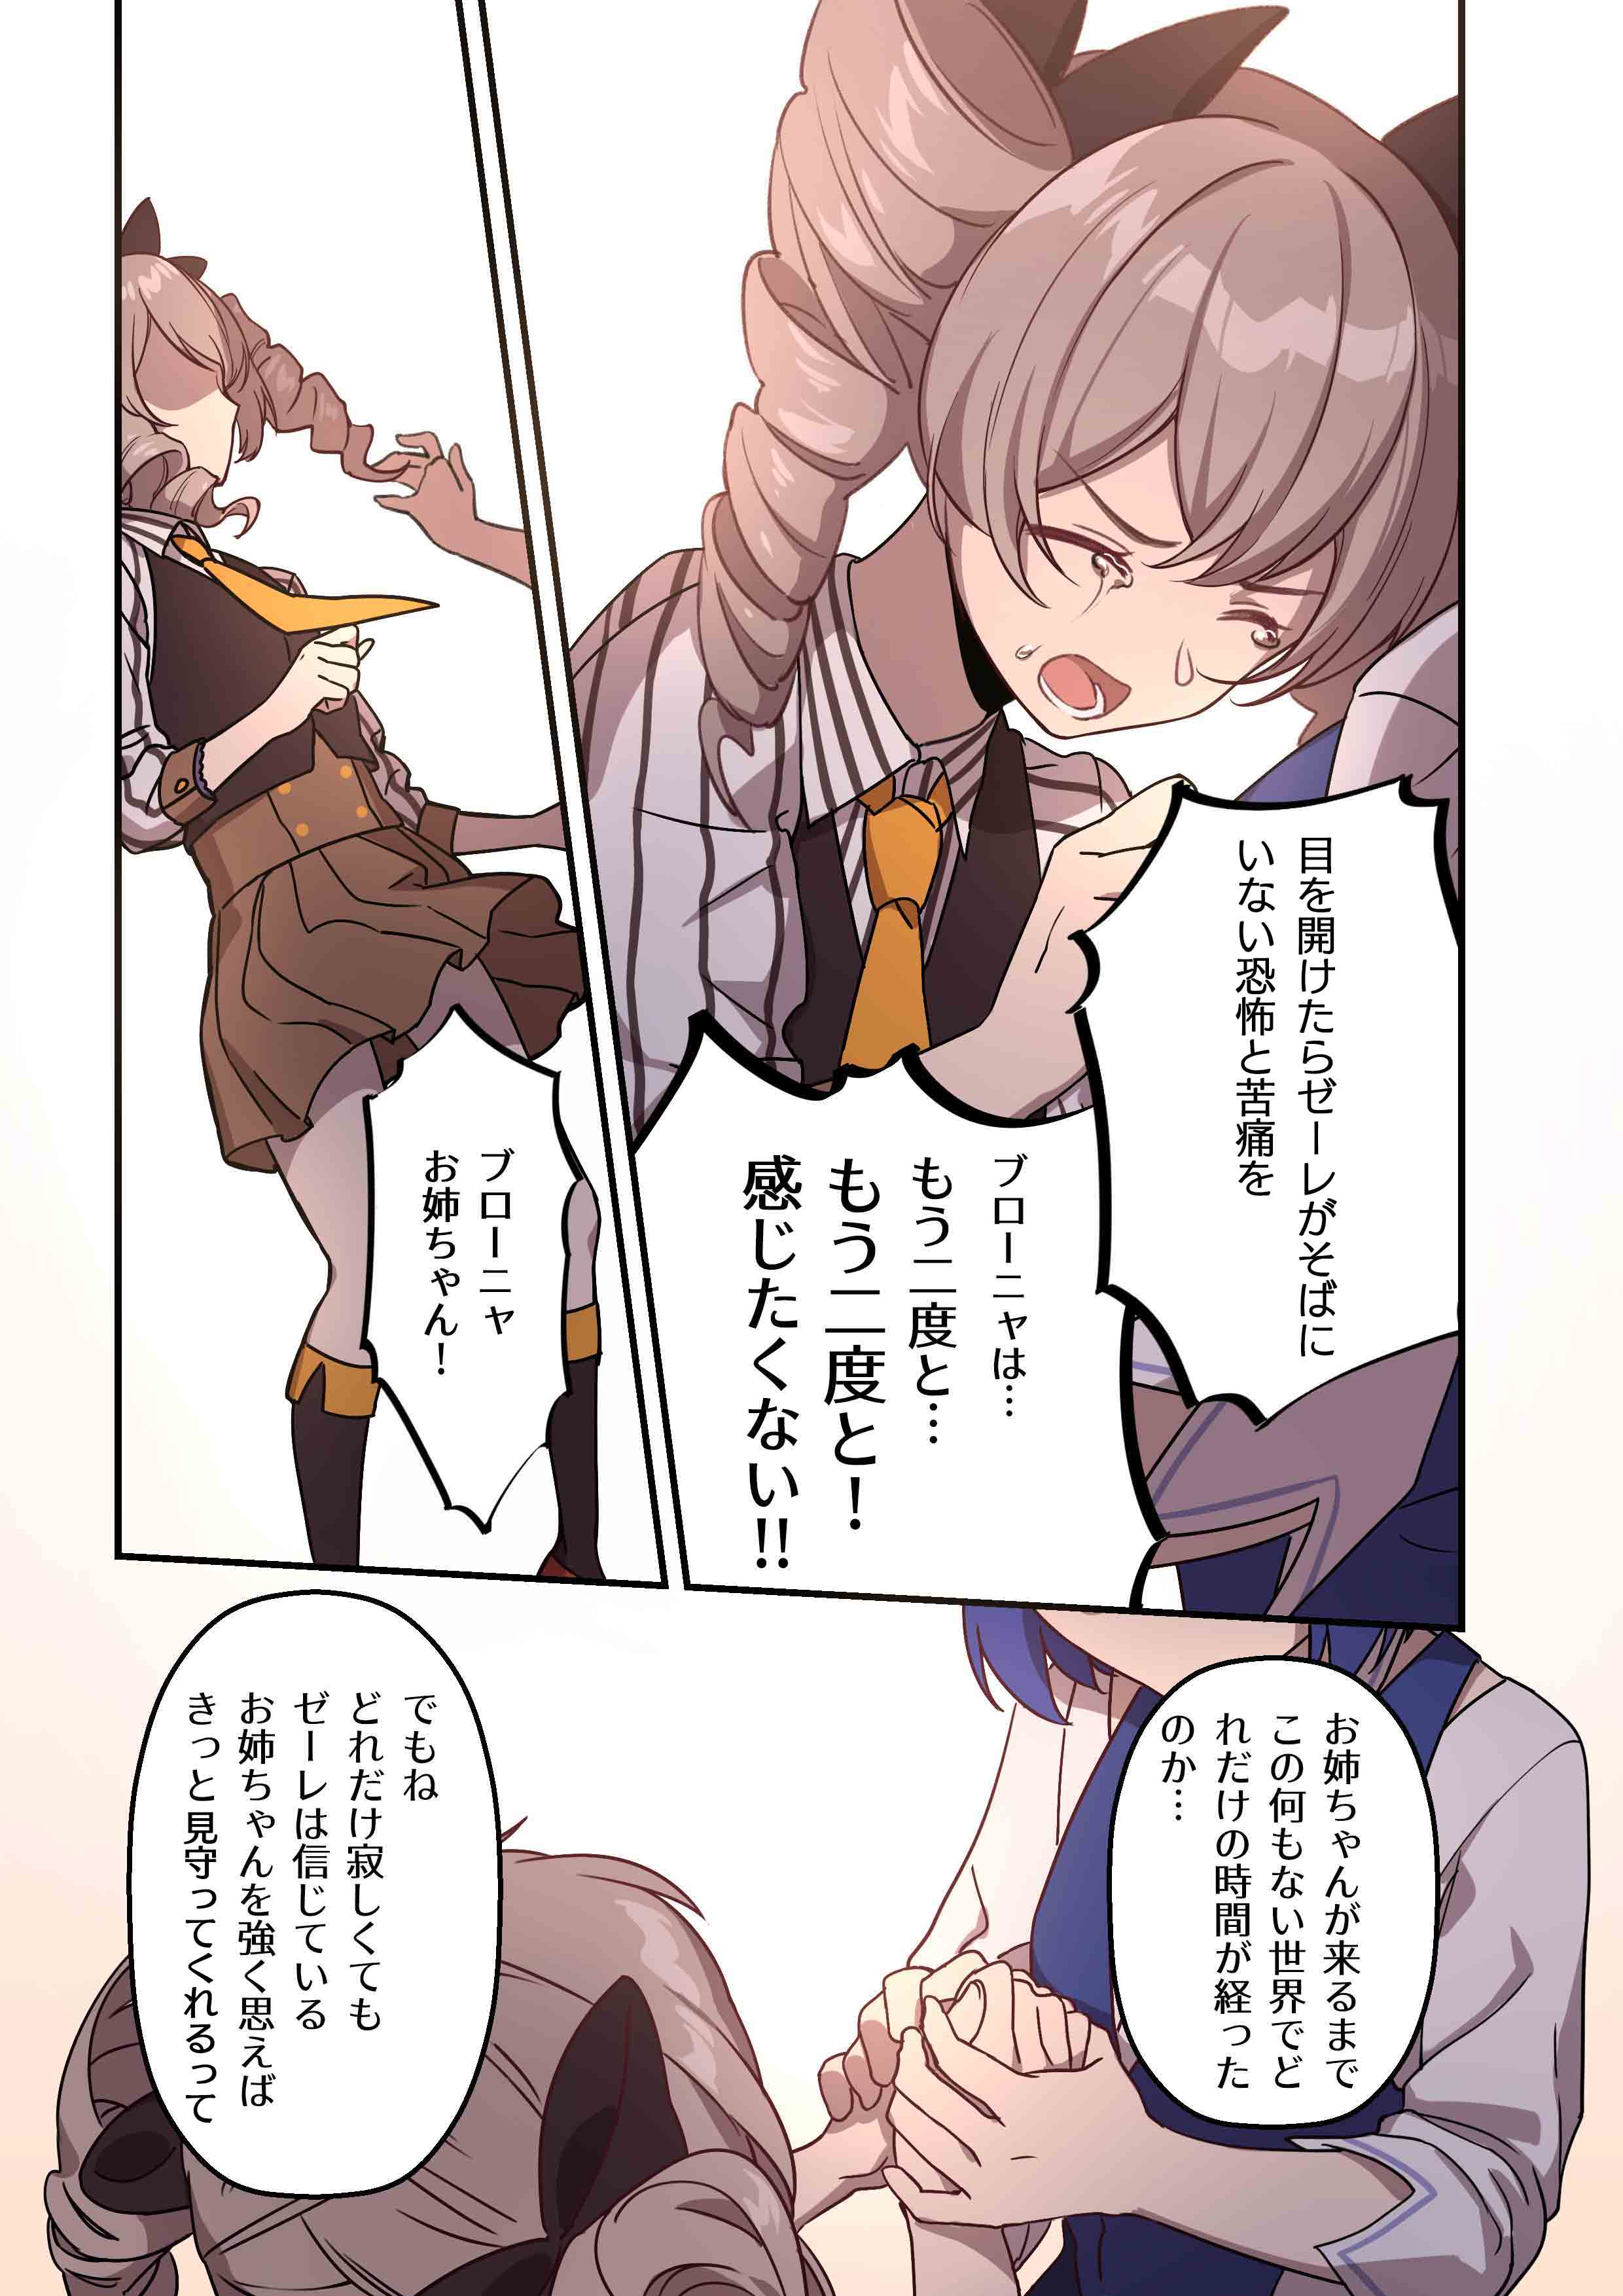 目を開けたらゼーレがそばに
いない恐怖と苦痛を
ブローニャは…
もう二度と…
もう二度と！
感じたくない!!
ブローニャ
お姉ちゃん！
お姉ちゃんが来るまで
この何もない世界でど
れだけの時間が経った
のか…
でもね
どれだけ寂しくても
ゼーレは信じている
お姉ちゃんを強く思えば
きっと見守ってくれるって